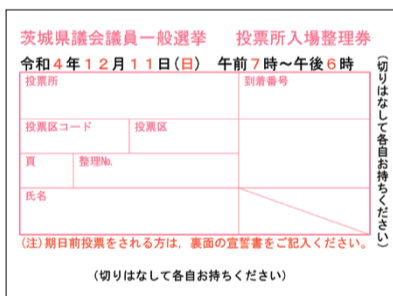 茨城県議会議員一般選挙　投票所入場整理券
令和4年12月11日(日)　午前7時～午後6時
投票所　到着番号
投票区コード　投票区
頁　整理No.
氏名
(注)期日前投票をされる方は、裏面の宣誓書をご記入ください。
(切りはなして各自お持ちください)
(切りはなして各自お持ちください)